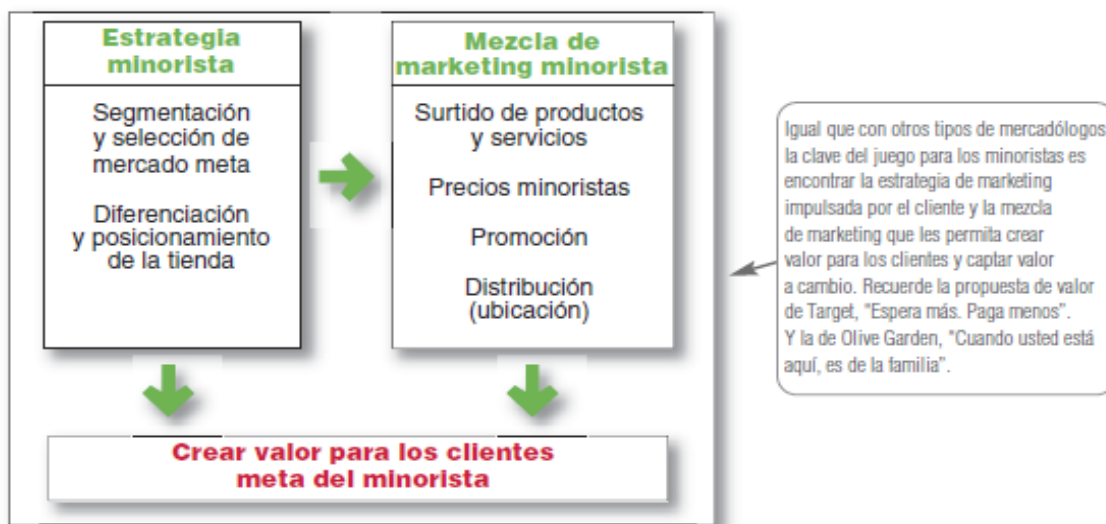 Estrategia
minorista
Segmentación
y selección de
mercado meta
Diferenciación
y posicionamiento
de la tienda
Mezcla de
marketing minorista
Surtido de productos
y servicios
Precios minoristas
Promoción
Distribución
(ubicación)
Crear valor para los clientes
meta del minorista
Igual que con otros tipos de mercadólogos
la clave del juego para los minoristas es
encontrar la estrategia de marketing
impulsada por el cliente y la mezcla
de marketing que les permita crear
valor para los clientes y captar valor
a cambio. Recuerde la propuesta de valor
de Target, "Espera más. Paga menos".
Y la de Olive Garden, "Cuando usted está
aquí, es de la familia".